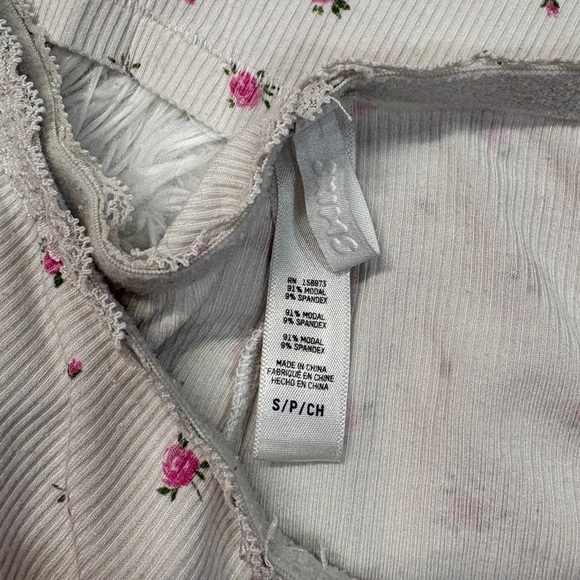 SKIMS
RN 158973
91% MODAL
9% SPANDEX
91% MODAL
9% SPANDEX
91% MODAL
9% SPANDEX
MADE IN CHINA
FABRIQUÉ EN CHINE
HECHO EN CHINA
S/P/CH